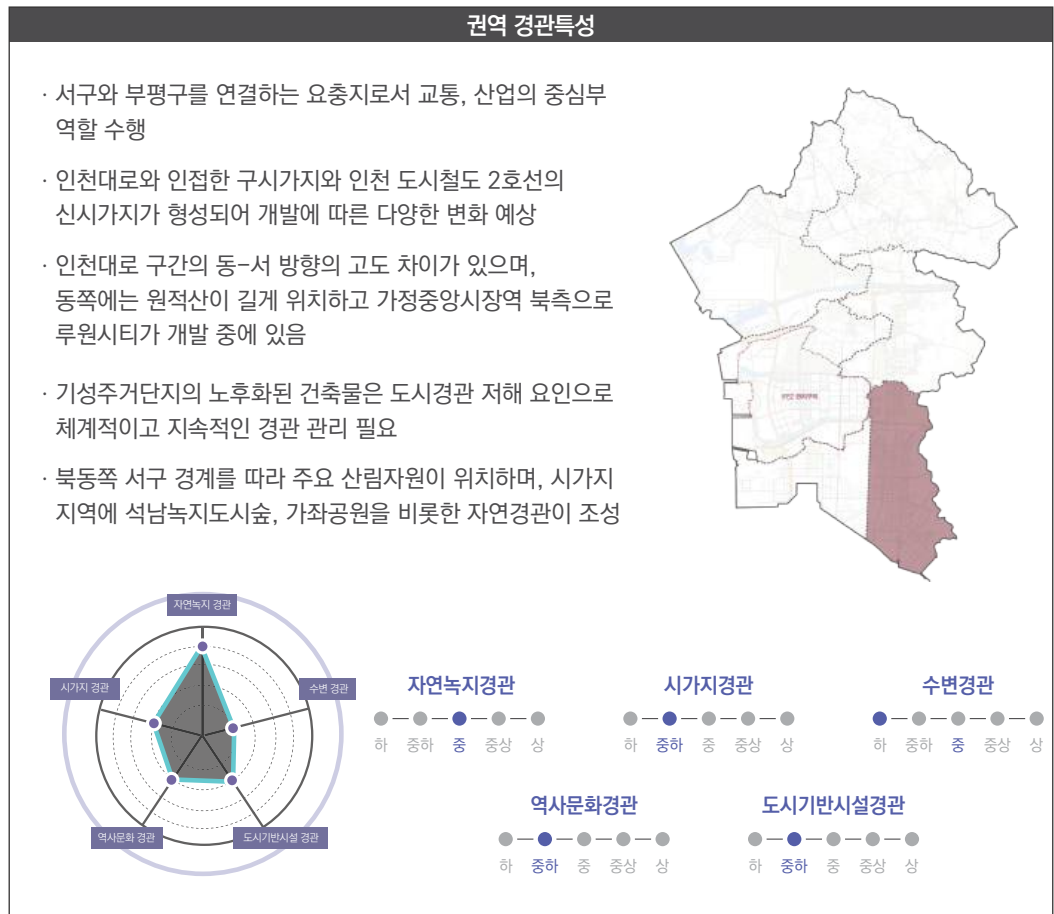 권역 경관특성
· 서구와 부평구를 연결하는 요충지로서 교통, 산업의 중심부
역할 수행
· 인천대로와 인접한 구시가지와 인천 도시철도 2호선의
신시가지가 형성되어 개발에 따른 다양한 변화 예상
· 인천대로 구간의 동-서 방향의 고도 차이가 있으며,
동쪽에는 원적산이 길게 위치하고 가정중앙시장역 북측으로
루원시티가 개발 중에 있음
· 기성주거단지의 노후화된 건축물은 도시경관 저해 요인으로
체계적이고 지속적인 경관 관리 필요
· 북동쪽 서구 경계를 따라 주요 산림자원이 위치하며, 시가지
지역에 석남녹지도시숲, 가좌공원을 비롯한 자연경관이 조성
자연녹지 경관
시가지 경관
수변 경관
역사문화 경관
도시기반시설 경관
자연녹지경관
하 중하 중 중상 상
시가지경관
하 중하 중 중상 상
수변경관
하 중하 중 중상 상
역사문화경관
하 중하 중 중상 상
도시기반시설경관
하 중하 중 중상 상